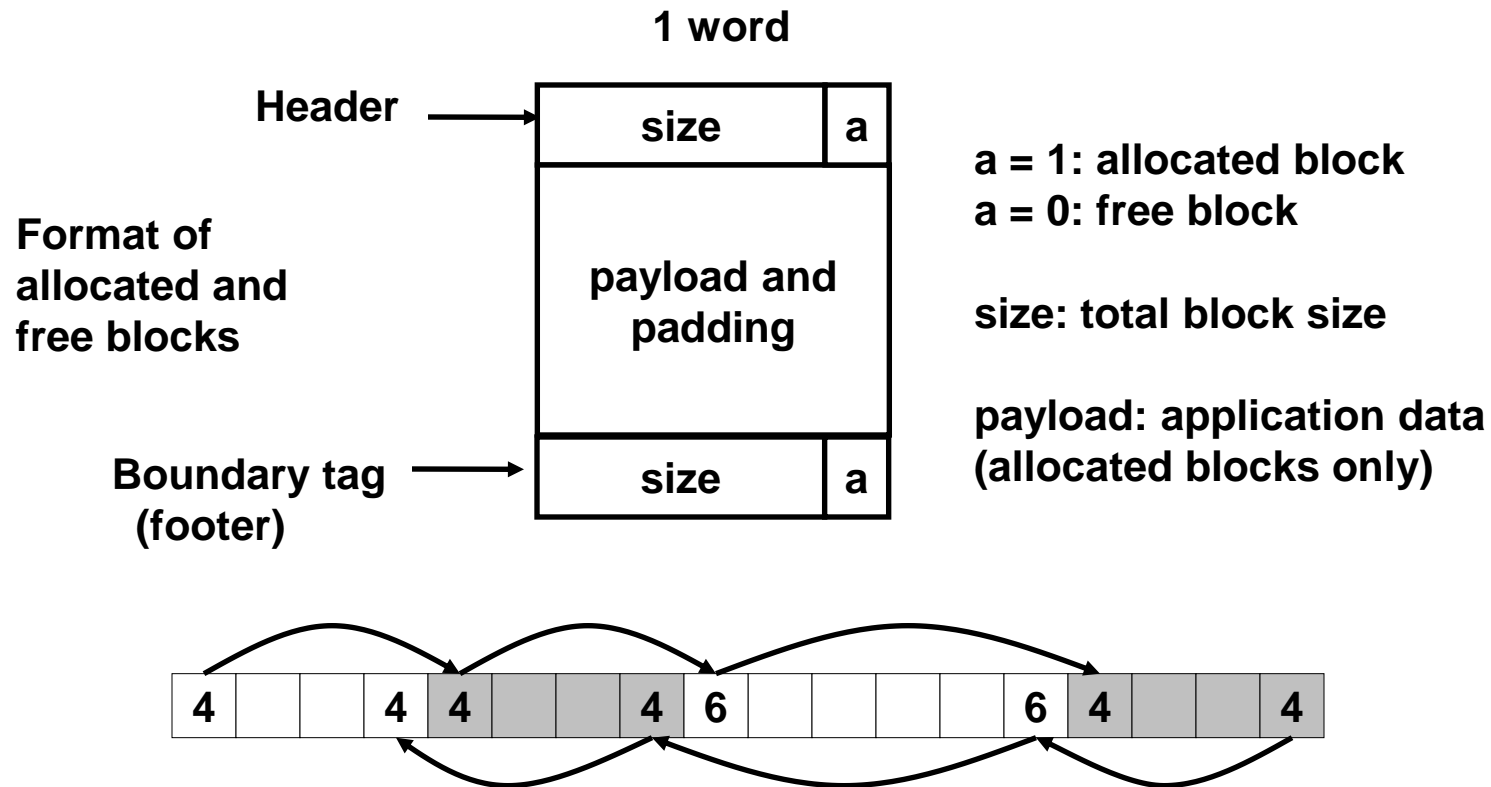 1 word
Header
size a
a = 1: allocated block
a = 0: free block
Format of
allocated and
free blocks
payload and
padding
size: total block size
payload: application data
(allocated blocks only)
Boundary tag
(footer)
size a
4 4 4 4 6 6 4 4